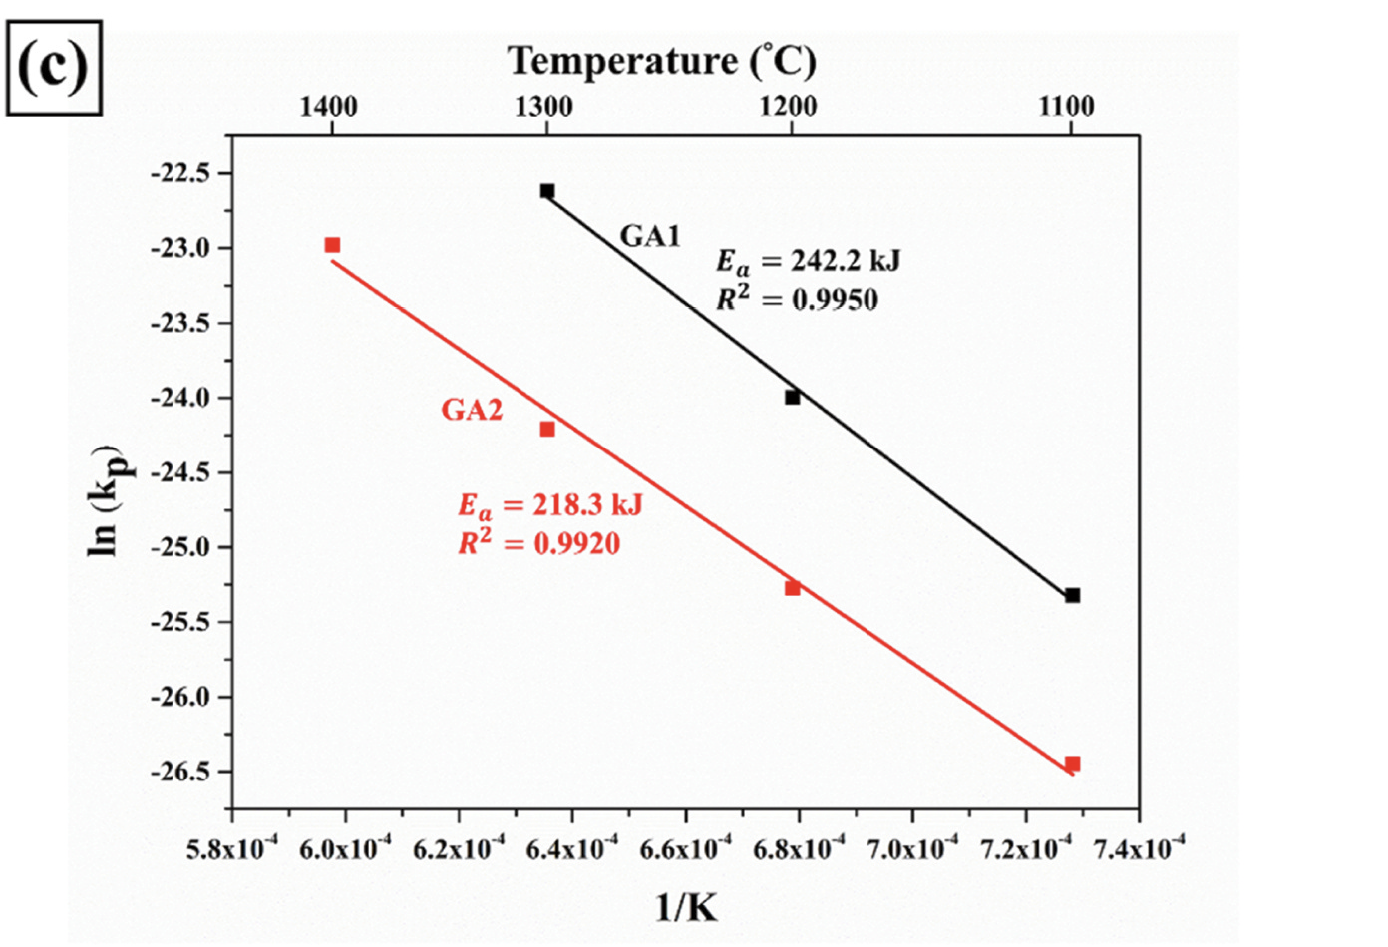 (c)
Temperature (°C)
1400 1300 1200 1100
-22.5
-23.0
-23.5
-24.0
-24.5
-25.0
-25.5
-26.0
-26.5
ln (kp)
GA1
Ea = 242.2 kJ
R² = 0.9950
GA2
Ea = 218.3 kJ
R² = 0.9920
5.8x10⁻⁴ 6.0x10⁻⁴ 6.2x10⁻⁴ 6.4x10⁻⁴ 6.6x10⁻⁴ 6.8x10⁻⁴ 7.0x10⁻⁴ 7.2x10⁻⁴ 7.4x10⁻⁴
1/K